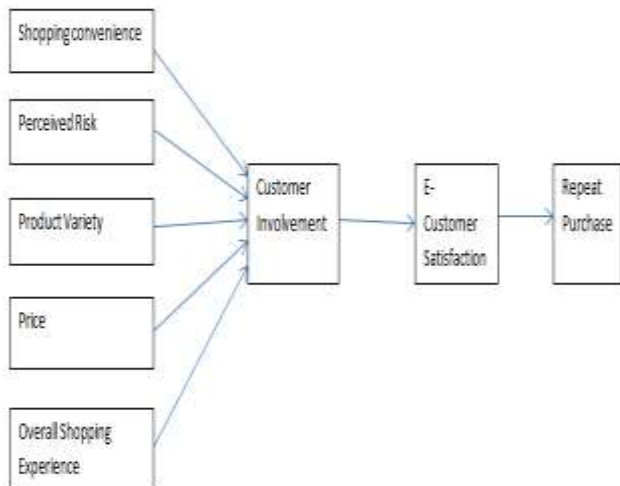 Shopping convenience
Perceived Risk
Product Variety
Price
Overall Shopping
Experience
Customer
Involvement
E-
Customer
Satisfaction
Repeat
Purchase